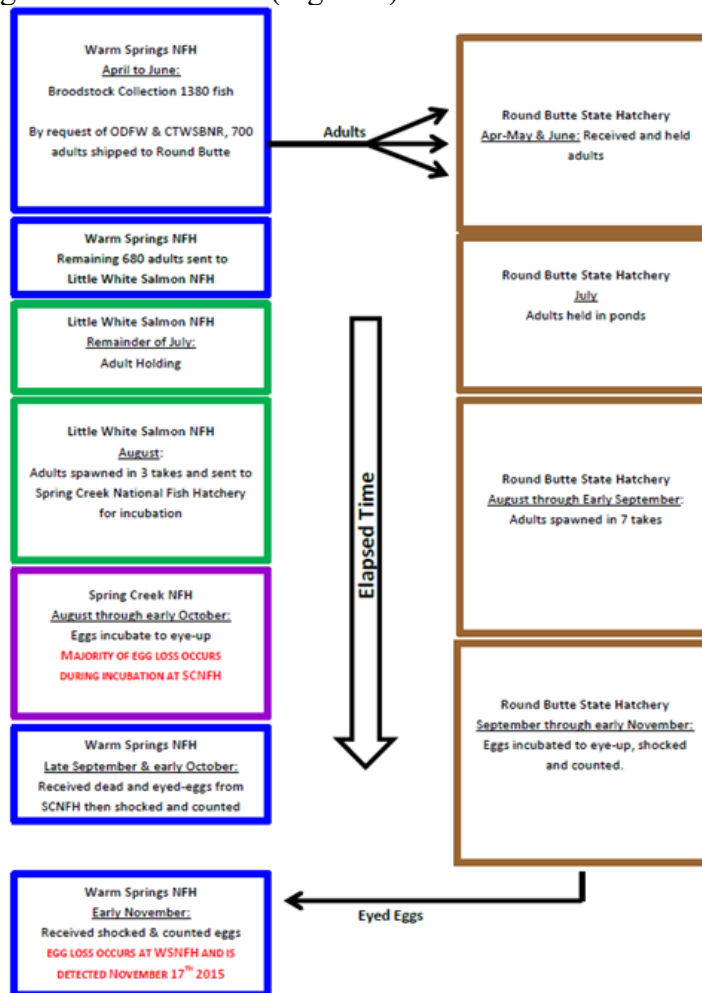 Warm Springs NFH
April to June:
Broodstock Collection 1380 fish
By request of ODFW & CTWSBNR, 700
adults shipped to Round Butte
Adults
Round Butte State Hatchery
Apr-May & June: Received and held
adults
Warm Springs NFH
Remaining 680 adults sent to
Little White Salmon NFH
Round Butte State Hatchery
July
Adults held in ponds
Little White Salmon NFH
Remainder of July:
Adult Holding
Little White Salmon NFH
August:
Adults spawned in 3 takes and sent to
Spring Creek National Fish Hatchery
for incubation
Elapsed Time
Round Butte State Hatchery
August through Early September:
Adults spawned in 7 takes
Spring Creek NFH
August through early October:
Eggs incubate to eye-up
MAJORITY OF EGG LOSS OCCURS
DURING INCUBATION AT SCNFH
Round Butte State Hatchery
September through early November:
Eggs incubated to eye-up, shocked
and counted.
Warm Springs NFH
Late September & early October:
Received dead and eyed-eggs from
SCNFH then shocked and counted
Warm Springs NFH
Early November:
Received shocked & counted eggs
EGG LOSS OCCURS AT WSNFH AND IS
DETECTED NOVEMBER 17TH 2015
Eyed Eggs